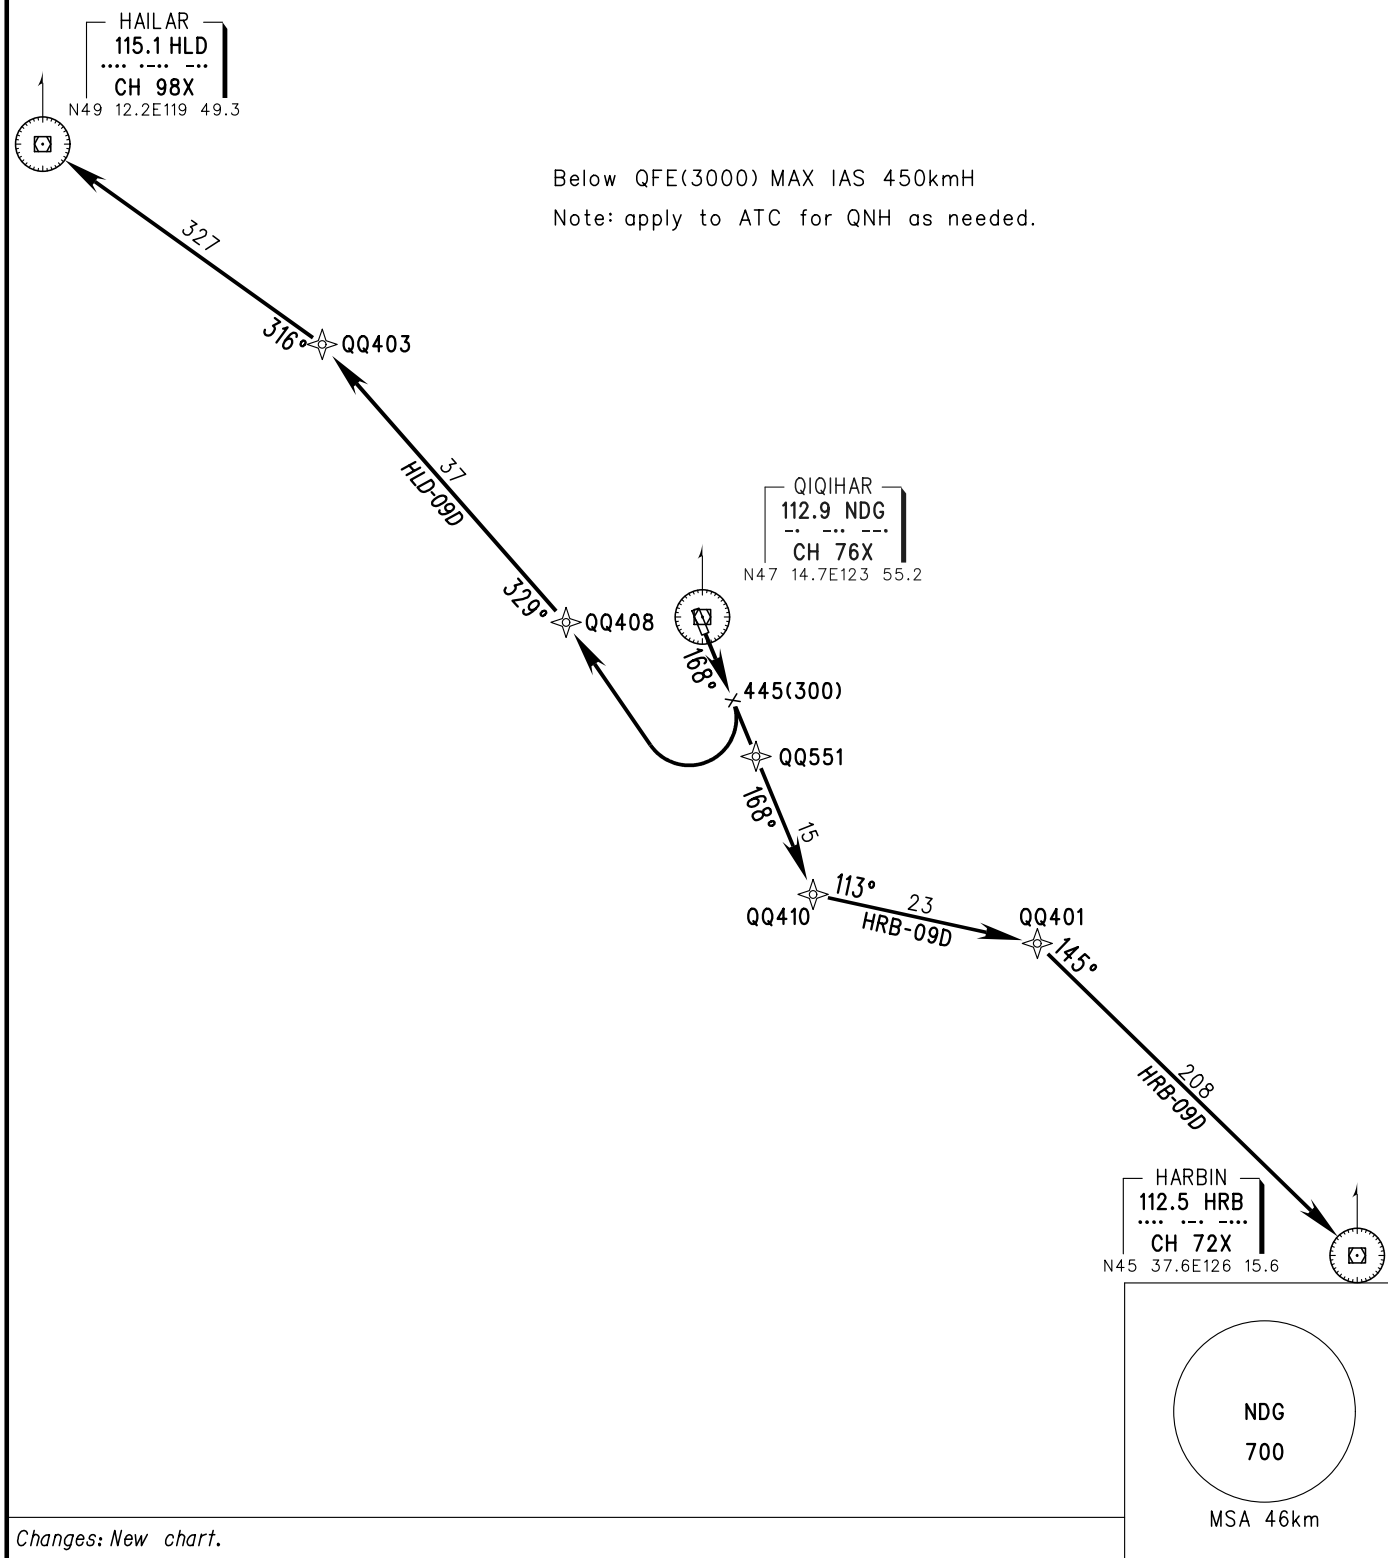 HAILAR
115.1 HLD
···· ·-·· -··
CH 98X
N49 12.2E119 49.3
Below QFE(3000) MAX IAS 450kmH
Note: apply to ATC for QNH as needed.
327
316°
QQ403
37
HLD-09D
329°
QQ408
QIQIHAR
112.9 NDG
-· -·· --·
CH 76X
N47 14.7E123 55.2
168°
445(300)
QQ551
168°
15
QQ410
113°
23
HRB-09D
QQ401
145°
208
HRB-09D
HARBIN
112.5 HRB
···· ·-· -···
CH 72X
N45 37.6E126 15.6
NDG
700
MSA 46km
Changes: New chart.